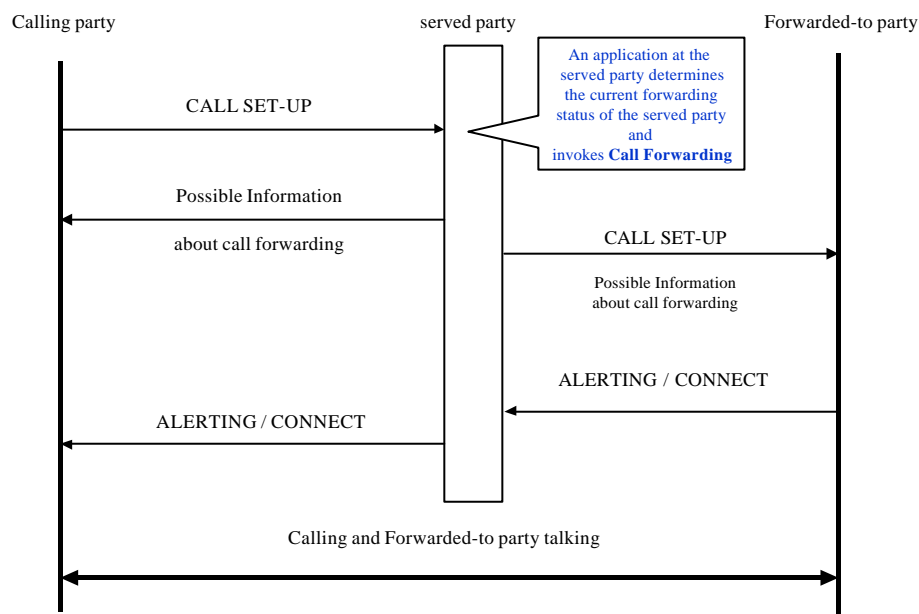 Calling party
served party
Forwarded-to party
An application at the
served party determines
the current forwarding
status of the served party
and
invokes Call Forwarding
CALL SET-UP
Possible Information
about call forwarding
CALL SET-UP
Possible Information
about call forwarding
ALERTING / CONNECT
ALERTING / CONNECT
Calling and Forwarded-to party talking